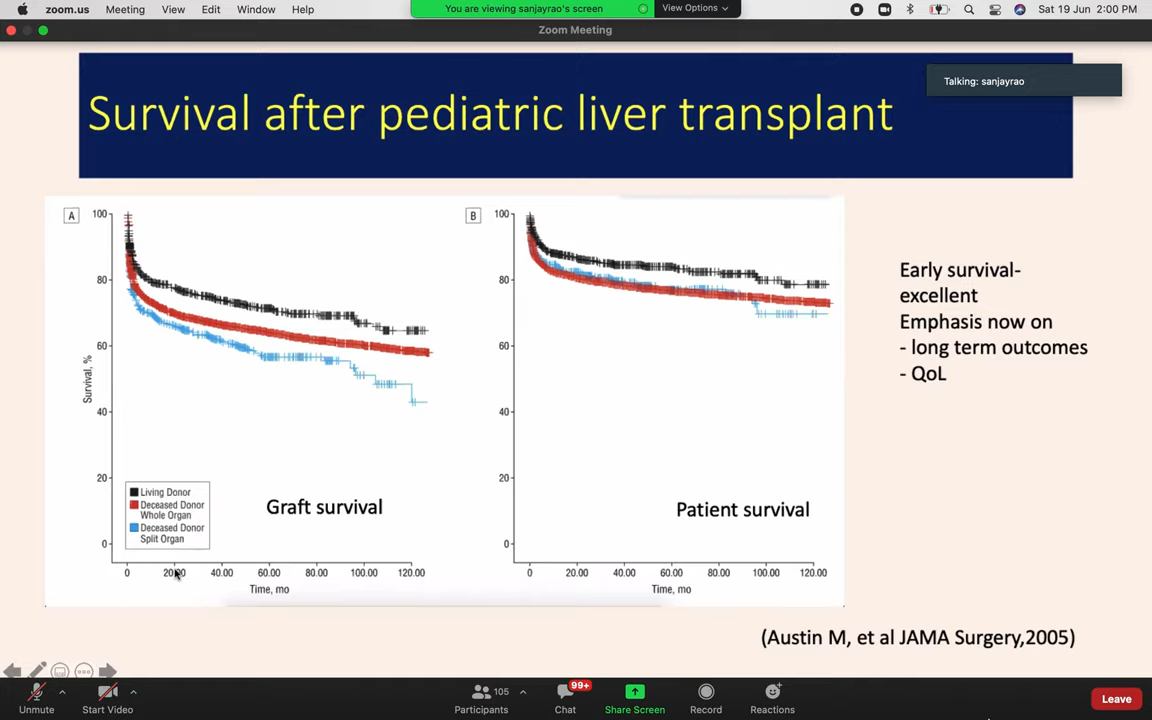 zoom.us Meeting View Edit Window Help
You are viewing sanjayrao's screen
View Options
Sat 19 Jun 2:00 PM
Zoom Meeting
Talking: sanjayrao
Survival after pediatric liver transplant
A
100
80
60
40
20
0
Survival, %
Living Donor
Deceased Donor
Whole Organ
Deceased Donor
Split Organ
Graft survival
0 20.00 40.00 60.00 80.00 100.00 120.00
Time, mo
B
100
80
60
40
20
0
Patient survival
0 20.00 40.00 60.00 80.00 100.00 120.00
Time, mo
Early survival-
excellent
Emphasis now on
- long term outcomes
- QoL
(Austin M, et al JAMA Surgery,2005)
Unmute
Start Video
105
Participants
99+
Chat
Share Screen
Record
Reactions
Leave